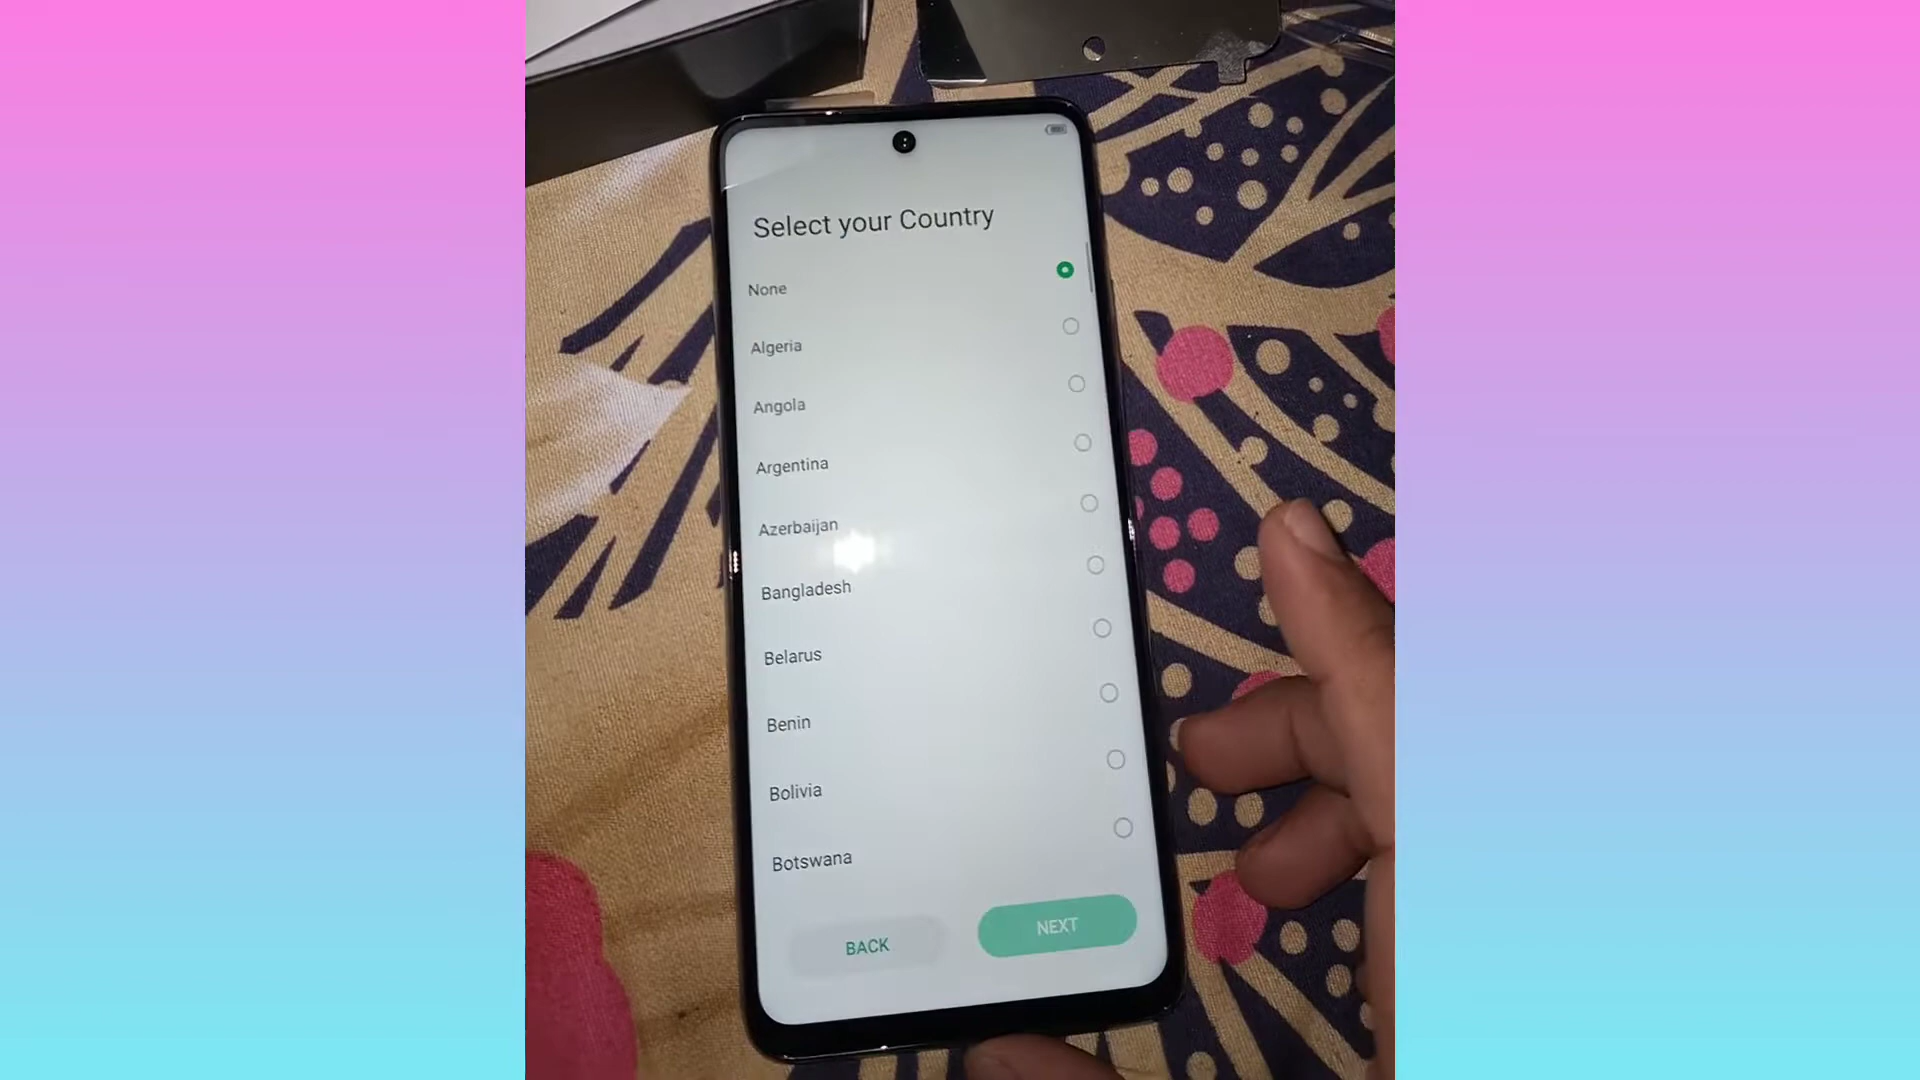 Select your Country
None
Algeria
Angola
Argentina
Azerbaijan
Bangladesh
Belarus
Benin
Bolivia
Botswana
BACK
NEXT